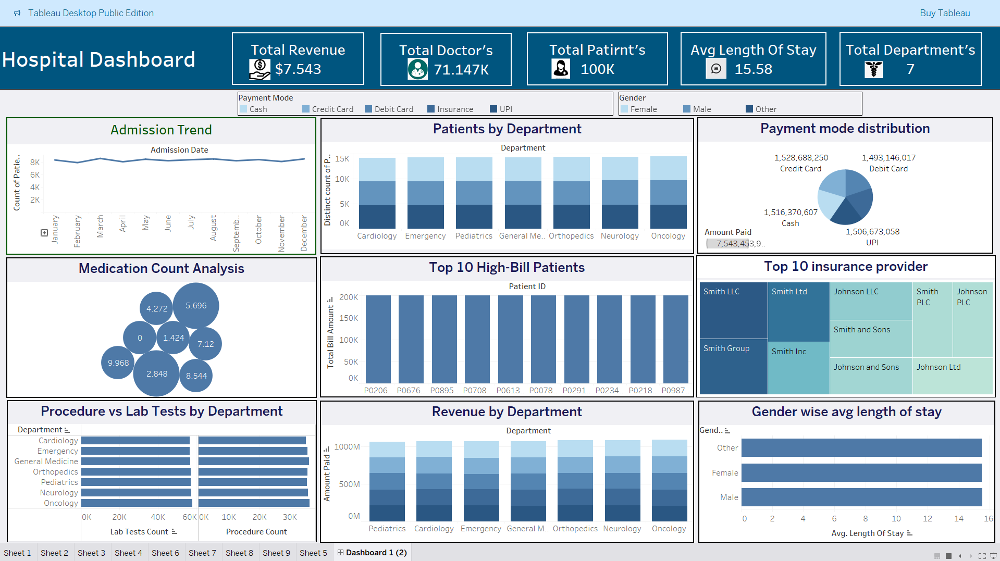 Tableau Desktop Public Edition
Buy Tableau
Hospital Dashboard
Total Revenue
$7.543
Total Doctor’s
71.147K
Total Patirnt’s
100K
Avg Length Of Stay
15.58
Total Department’s
7
Payment Mode
Cash
Credit Card
Debit Card
Insurance
UPI
Gender
Female
Male
Other
Admission Trend
Admission Date
Count of Patie..
8K
6K
4K
2K
January
February
March
April
May
June
July
August
Septemb..
October
November
December
Patients by Department
Department
Distinct count of P..
15K
10K
5K
0K
Cardiology
Emergency
Pediatrics
General Me..
Orthopedics
Neurology
Oncology
Payment mode distribution
1,528,688,250
Credit Card
1,493,146,017
Debit Card
1,516,370,607
Cash
1,506,673,058
UPI
Amount Paid
7,543,453,9..
Medication Count Analysis
4.272
5.696
0
1.424
7.12
9.968
2.848
8.544
Top 10 High-Bill Patients
Patient ID
Total Bill Amount
200K
150K
100K
50K
0K
P0206..
P0676..
P0895..
P0708..
P0613..
P0078..
P0291..
P0234..
P0218..
P0987..
Top 10 insurance provider
Smith LLC
Smith Group
Smith Ltd
Smith Inc
Johnson LLC
Smith and Sons
Johnson and Sons
Smith
PLC
Johnson
PLC
Johnson Ltd
Procedure vs Lab Tests by Department
Department
Cardiology
Emergency
General Medicine
Orthopedics
Pediatrics
Neurology
Oncology
0K
20K
40K
60K
0K
10K
20K
30K
Lab Tests Count
Procedure Count
Revenue by Department
Department
Amount Paid
1000M
500M
0M
Pediatrics
Cardiology
Emergency
General M..
Orthopedics
Neurology
Oncology
Gender wise avg length of stay
Gend..
Other
Female
Male
0
2
4
6
8
10
12
14
16
Avg. Length Of Stay
Sheet 1
Sheet 2
Sheet 3
Sheet 4
Sheet 6
Sheet 7
Sheet 8
Sheet 9
Sheet 5
Dashboard 1 (2)